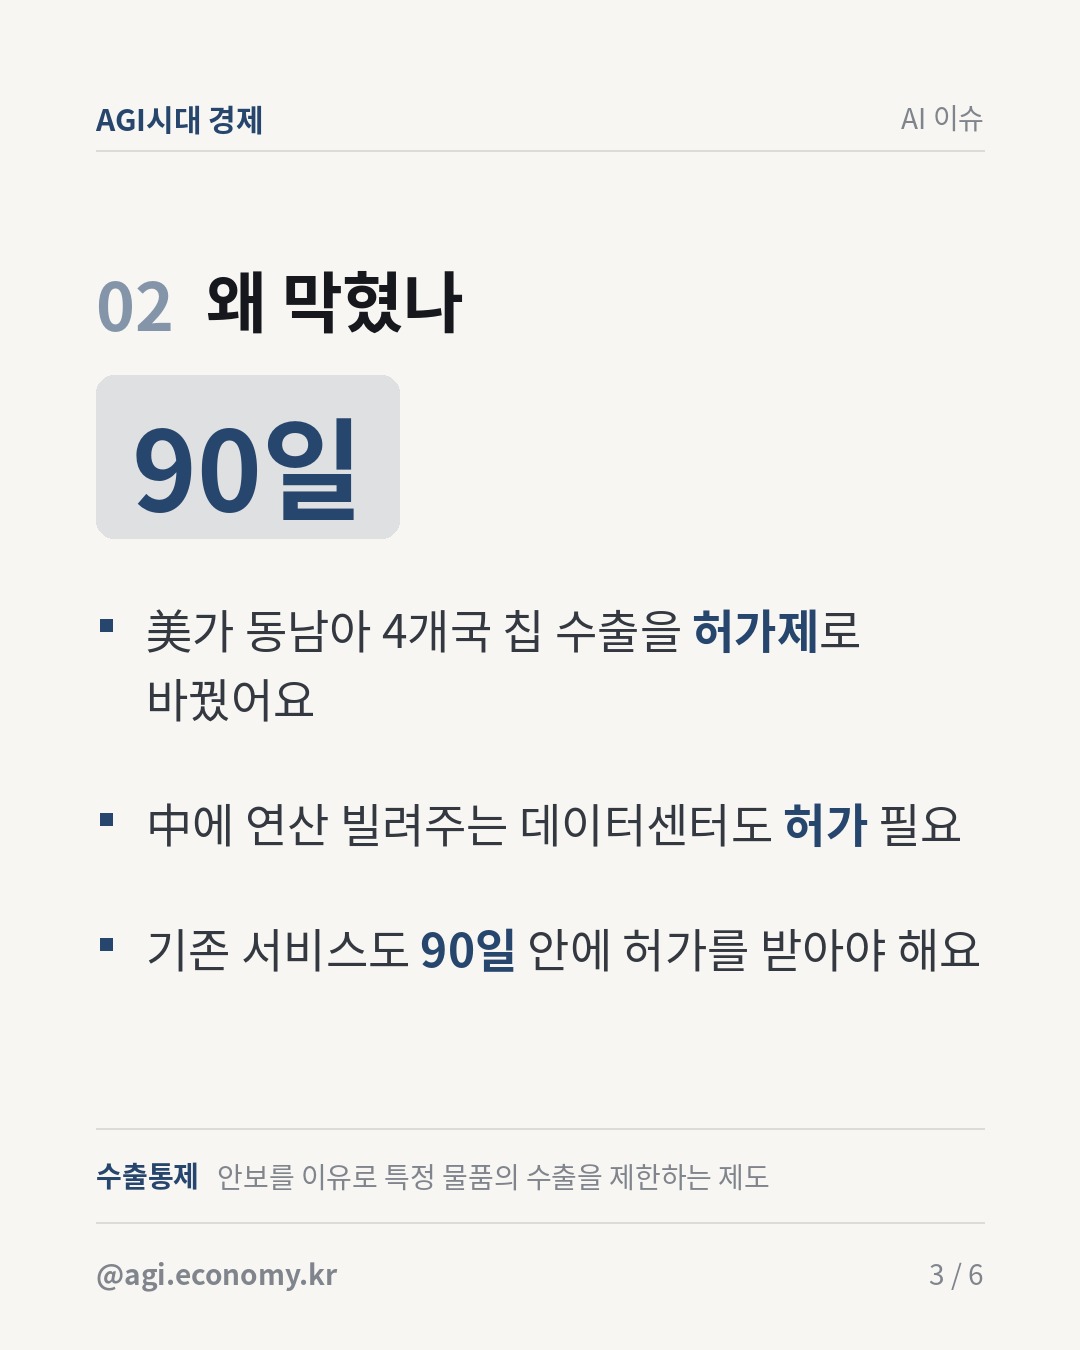 AGI시대 경제
AI 이슈
02 왜 막혔나
90일
美가 동남아 4개국 칩 수출을 허가제로
바꿨어요
中에 연산 빌려주는 데이터센터도 허가 필요
기존 서비스도 90일 안에 허가를 받아야 해요
수출통제 안보를 이유로 특정 물품의 수출을 제한하는 제도
@agi.economy.kr
3 / 6